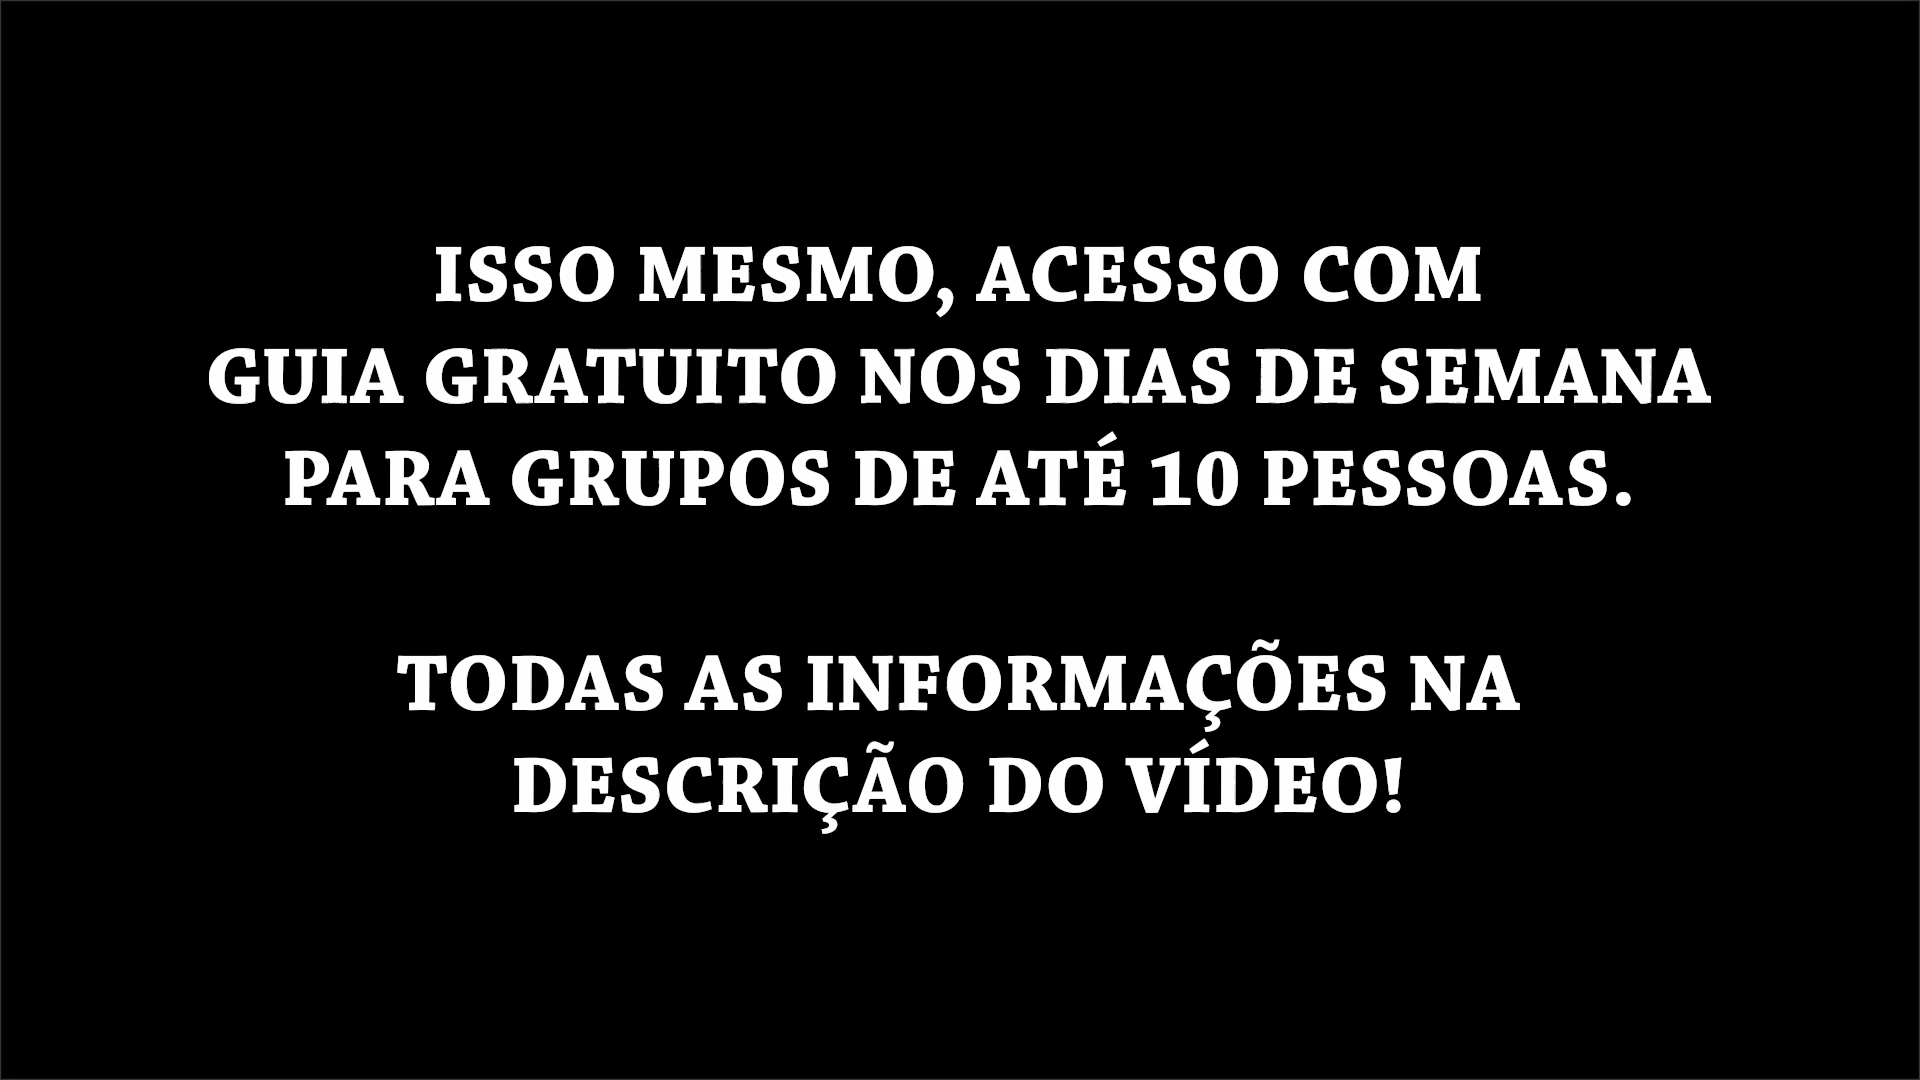 ISSO MESMO, ACESSO COM
GUIA GRATUITO NOS DIAS DE SEMANA
PARA GRUPOS DE ATÉ 10 PESSOAS.
TODAS AS INFORMAÇÕES NA
DESCRIÇÃO DO VÍDEO!